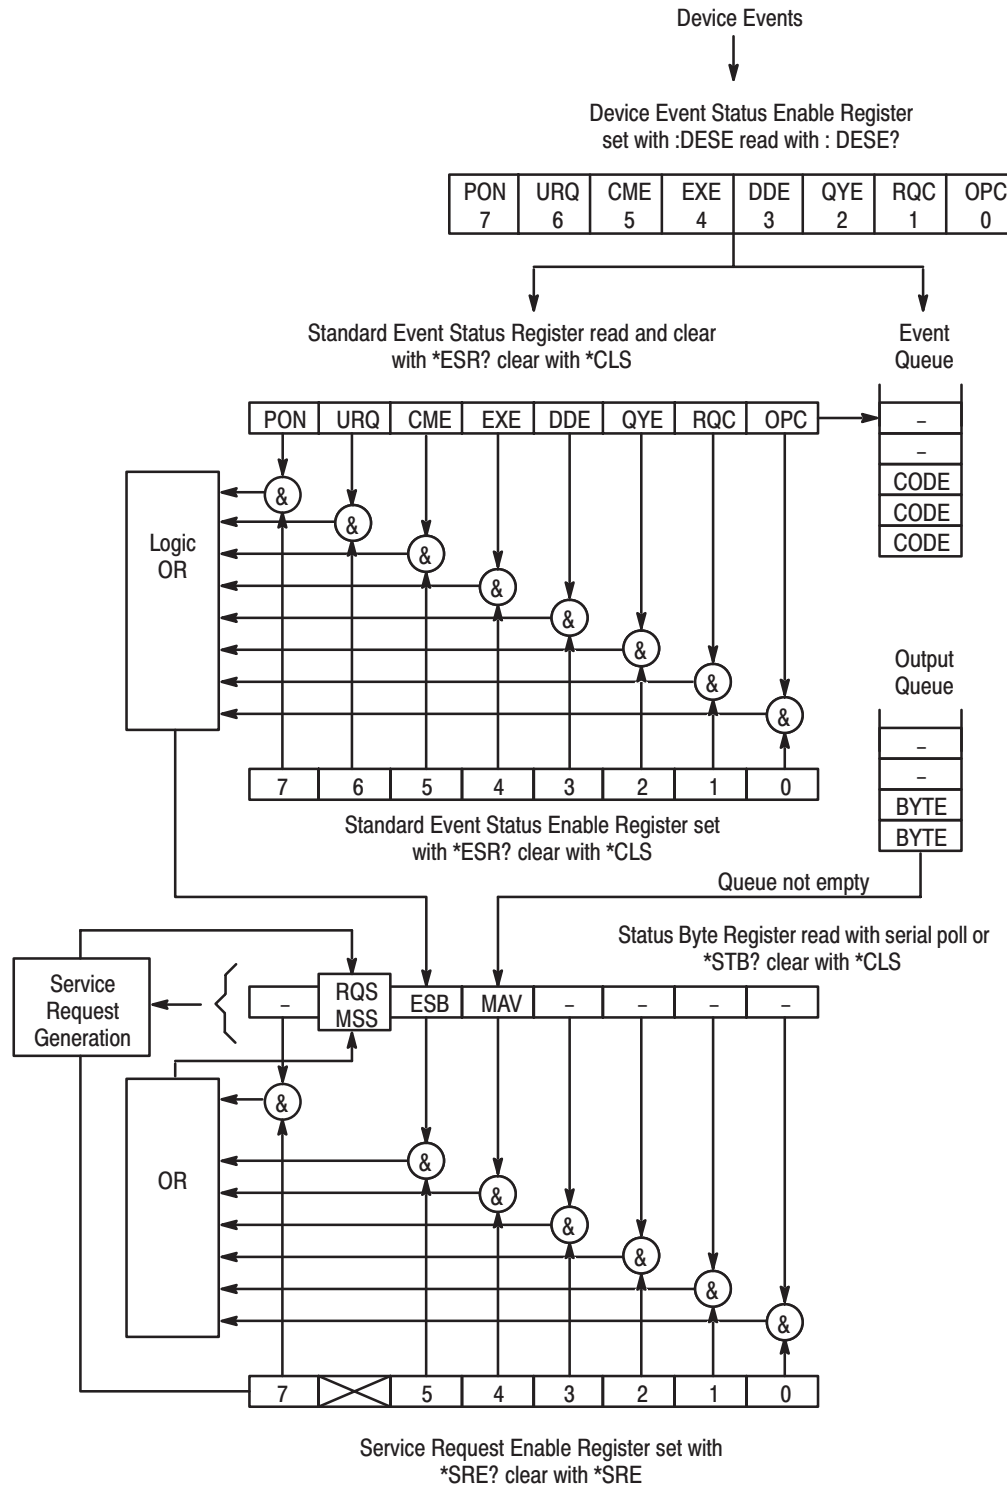 Device Events
Device Event Status Enable Register
set with :DESE read with : DESE?
PON URQ CME EXE DDE QYE RQC OPC
7 6 5 4 3 2 1 0
Standard Event Status Register read and clear
with *ESR? clear with *CLS
Event
Queue
PON URQ CME EXE DDE QYE RQC OPC
–
–
CODE
CODE
CODE
Logic
OR
&
&
&
&
&
&
&
&
7 6 5 4 3 2 1 0
Standard Event Status Enable Register set
with *ESR? clear with *CLS
Output
Queue
–
–
BYTE
BYTE
Queue not empty
Status Byte Register read with serial poll or
*STB? clear with *CLS
Service
Request
Generation
– RQS ESB MAV – – – –
MSS
OR
&
&
&
&
&
&
&
7 5 4 3 2 1 0
Service Request Enable Register set with
*SRE? clear with *SRE